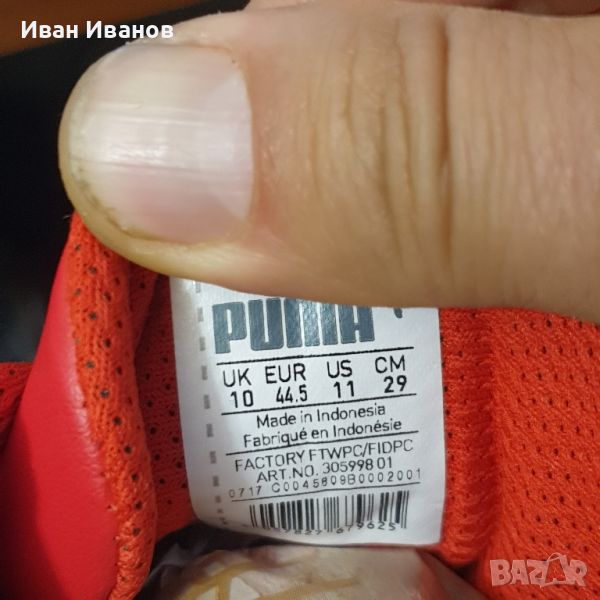 Иван Иванов
PUMA
UK EUR US CM
10 44.5 11 29
Made in Indonesia
Fabriqué en Indonésie
FACTORY FTWPC/FIDPC
ART.NO. 305998 01
0717 C0045809B0002001
BAZAR